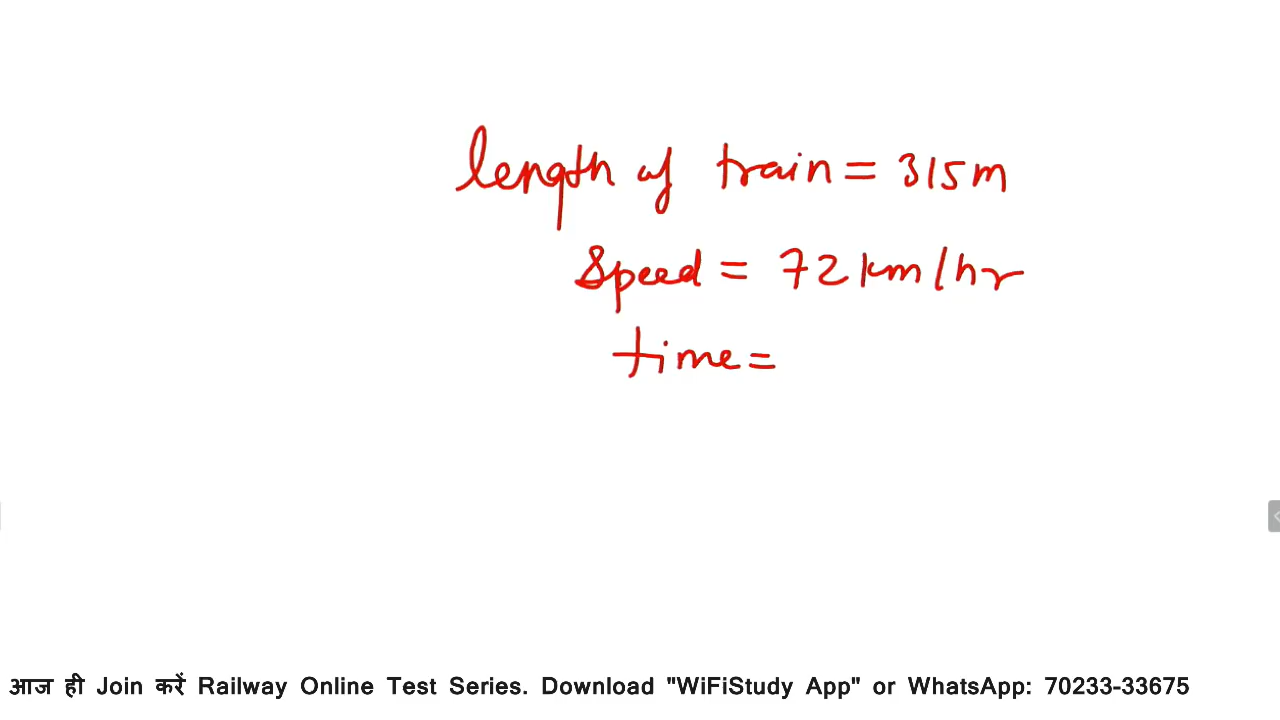 length of train = 315m
Speed = 72 km/hr
time =
आज ही Join करें Railway Online Test Series. Download "WiFiStudy App" or WhatsApp: 70233-33675